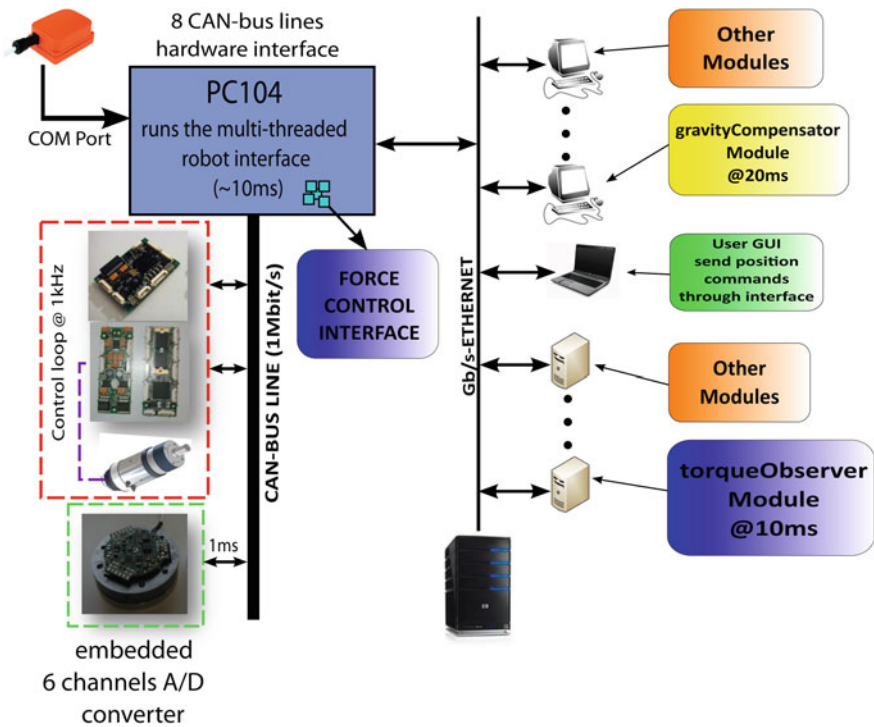 8 CAN-bus lines
hardware interface
COM Port
PC104
runs the multi-threaded
robot interface
(~10ms)
FORCE
CONTROL
INTERFACE
Control loop @ 1kHz
CAN-BUS LINE (1Mbit/s)
1ms
embedded
6 channels A/D
converter
Gb/s-ETHERNET
Other
Modules
gravityCompensator
Module
@20ms
User GUI
send position
commands
through interface
Other
Modules
torqueObserver
Module
@10ms